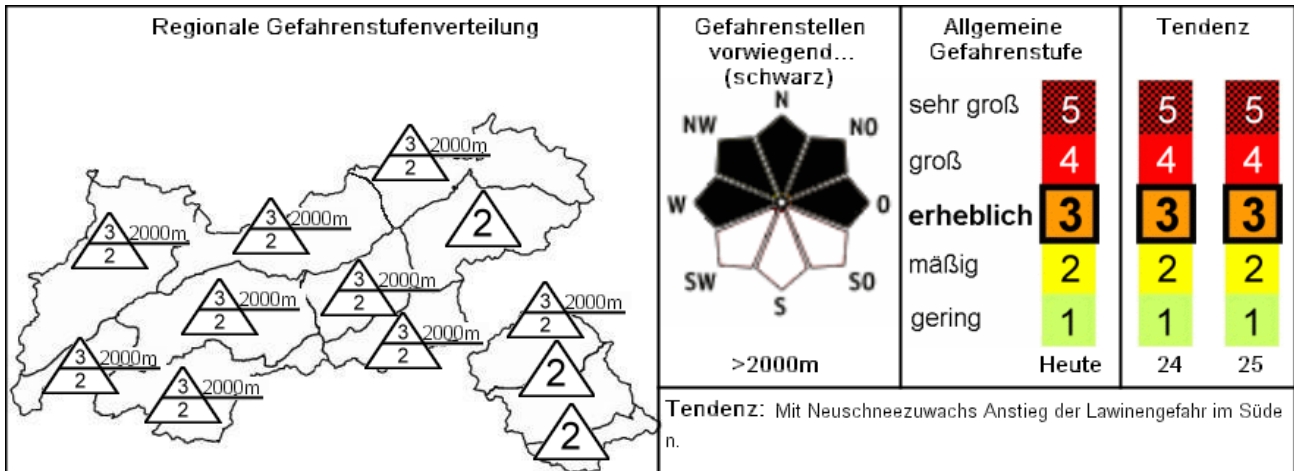 Regionale Gefahrenstufenverteilung
3
2000m
2
3
2000m
2
3
2000m
2
2
3
2000m
2
3
2000m
2
3
2000m
2
3
2000m
2
3
2000m
2
3
2000m
2
2
2
Gefahrenstellen
vorwiegend...
(schwarz)
N
NW
NO
W
O
SW
SO
S
>2000m
Allgemeine
Gefahrenstufe
sehr groß
5
groß
4
erheblich
3
mäßig
2
gering
1
Heute
Tendenz
5 5
4 4
3 3
2 2
1 1
24 25
Tendenz: Mit Neuschneezuwachs Anstieg der Lawinengefahr im Süde
n.